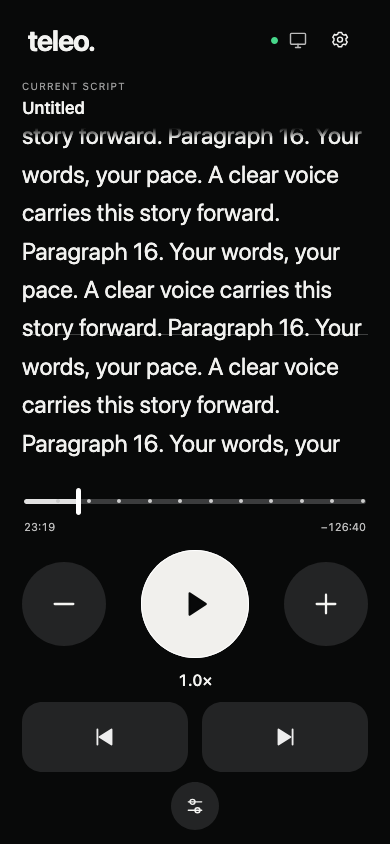 teleo.
CURRENT SCRIPT
Untitled
story forward. Paragraph 16. Your
words, your pace. A clear voice
carries this story forward.
Paragraph 16. Your words, your
pace. A clear voice carries this
story forward. Paragraph 16. Your
words, your pace. A clear voice
carries this story forward.
Paragraph 16. Your words, your
23:19
−126:40
1.0×